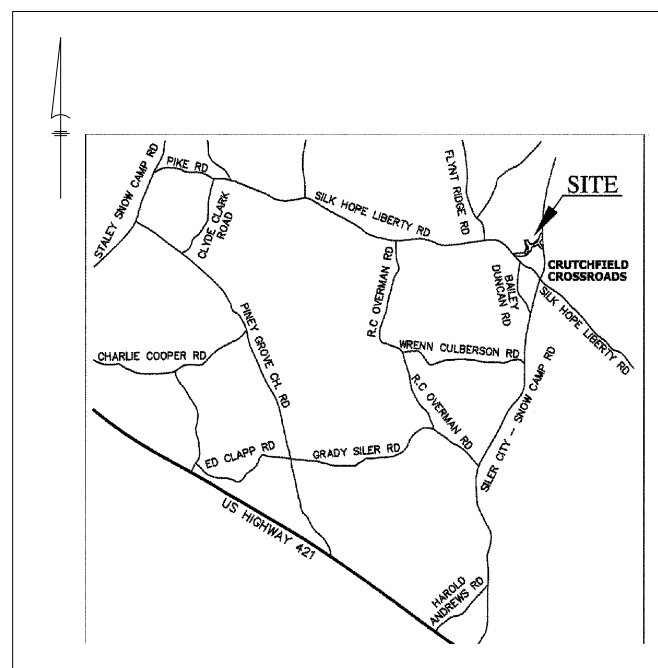 STALEY SNOW CAMP RD
PIKE RD
CLYDE CLARK
ROAD
SILK HOPE LIBERTY RD
FLYNT RIDGE RD
SITE
CRUTCHFIELD
CROSSROADS
BAILEY
DUNCAN RD
SILK HOPE LIBERTY RD
R.C OVERMAN RD
PINEY GROVE CH. RD
CHARLIE COOPER RD
WRENN CULBERSON RD
R.C OVERMAN RD
SILER CITY - SNOW CAMP RD
ED CLAPP RD
GRADY SILER RD
US HIGHWAY 421
HAROLD
ANDREWS RD